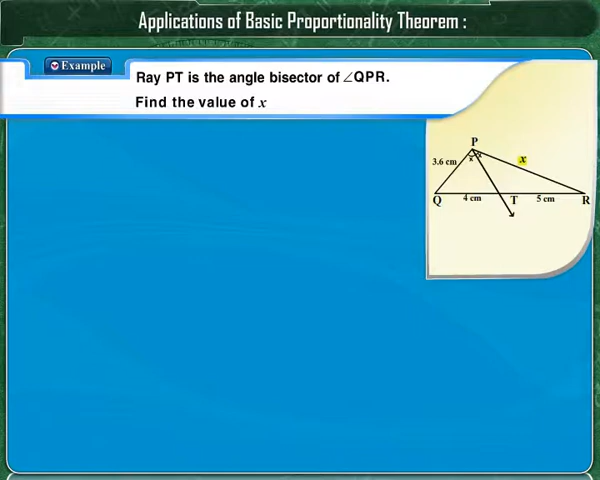 Applications of Basic Proportionality Theorem :
Example
Ray PT is the angle bisector of ∠QPR.
Find the value of x
P
3.6 cm
x
x
x
Q
4 cm
T
5 cm
R